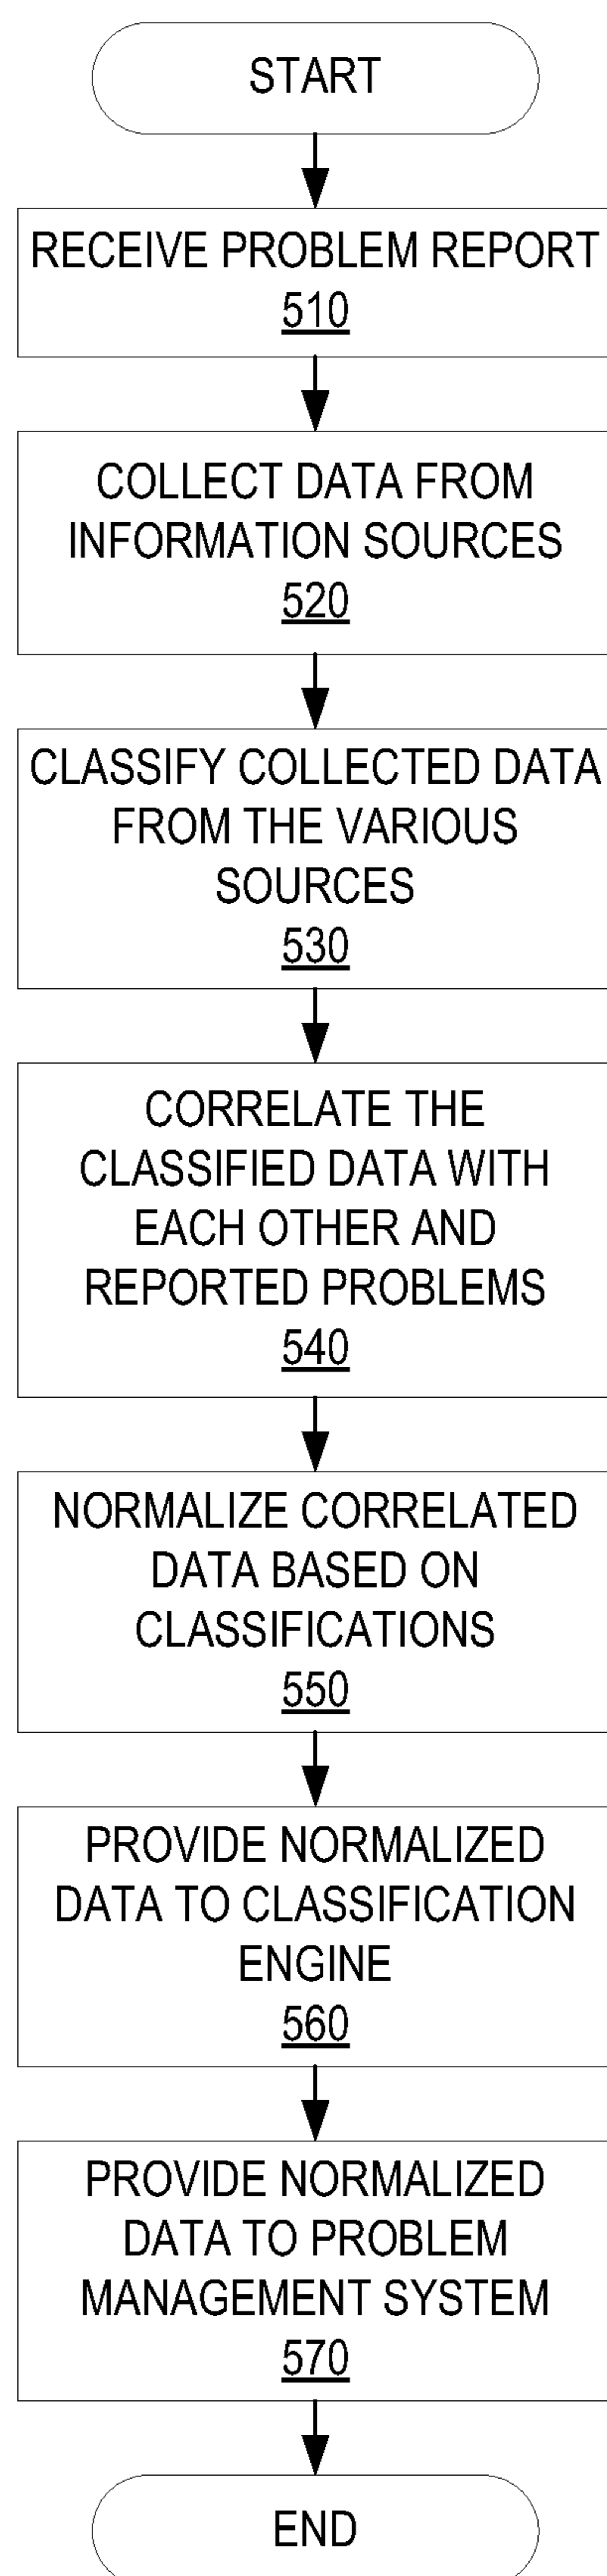 START
RECEIVE PROBLEM REPORT
510
COLLECT DATA FROM
INFORMATION SOURCES
520
CLASSIFY COLLECTED DATA
FROM THE VARIOUS
SOURCES
530
CORRELATE THE
CLASSIFIED DATA WITH
EACH OTHER AND
REPORTED PROBLEMS
540
NORMALIZE CORRELATED
DATA BASED ON
CLASSIFICATIONS
550
PROVIDE NORMALIZED
DATA TO CLASSIFICATION
ENGINE
560
PROVIDE NORMALIZED
DATA TO PROBLEM
MANAGEMENT SYSTEM
570
END